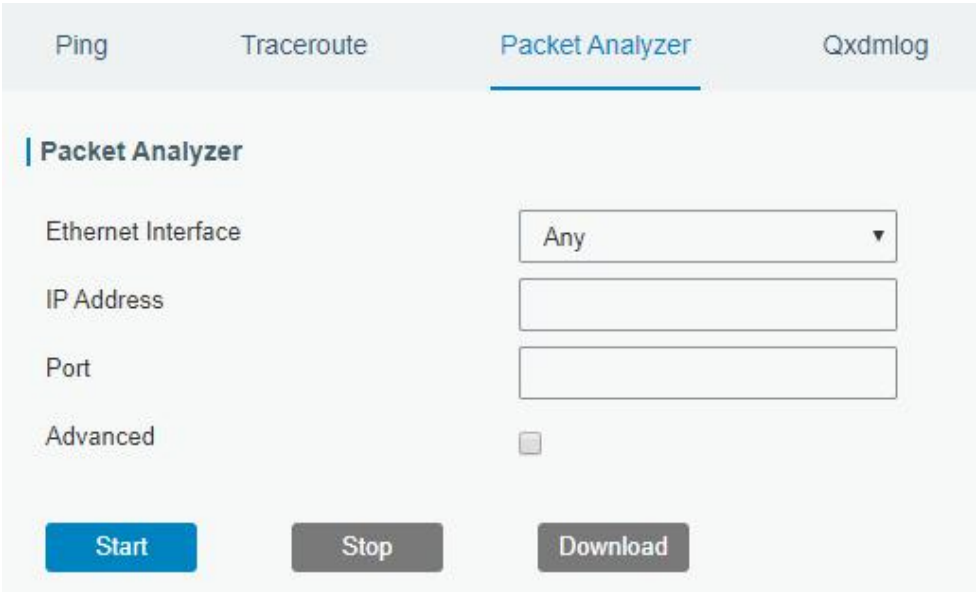 Ping Traceroute Packet Analyzer Qxdmlog
Packet Analyzer
Ethernet Interface Any
IP Address
Port
Advanced
Start Stop Download